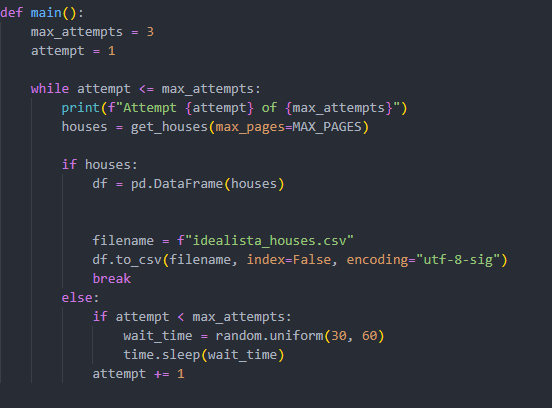 def main():
    max_attempts = 3
    attempt = 1

    while attempt <= max_attempts:
        print(f"Attempt {attempt} of {max_attempts}")
        houses = get_houses(max_pages=MAX_PAGES)

        if houses:
            df = pd.DataFrame(houses)


            filename = f"idealista_houses.csv"
            df.to_csv(filename, index=False, encoding="utf-8-sig")
            break
        else:
            if attempt < max_attempts:
                wait_time = random.uniform(30, 60)
                time.sleep(wait_time)
            attempt += 1